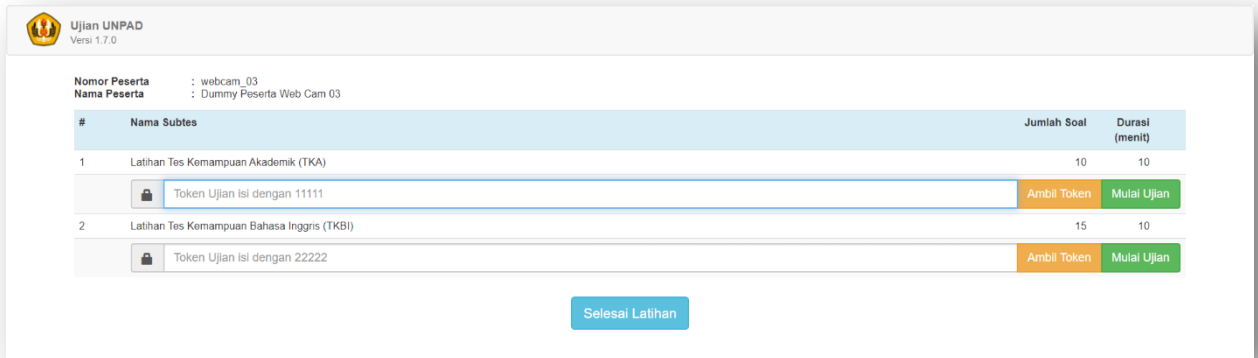 Ujian UNPAD
Versi 1.7.0
Nomor Peserta : webcam_03
Nama Peserta : Dummy Peserta Web Cam 03
# Nama Subtes Jumlah Soal Durasi (menit)
1 Latihan Tes Kemampuan Akademik (TKA) 10 10
Token Ujian isi dengan 11111 Ambil Token Mulai Ujian
2 Latihan Tes Kemampuan Bahasa Inggris (TKBI) 15 10
Token Ujian isi dengan 22222 Ambil Token Mulai Ujian
Selesai Latihan